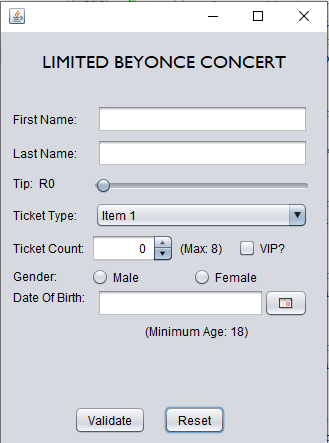 LIMITED BEYONCE CONCERT
First Name:
Last Name:
Tip: R0
Ticket Type: Item 1
Ticket Count: 0 (Max: 8) VIP?
Gender: Male Female
Date Of Birth:
(Minimum Age: 18)
Validate Reset